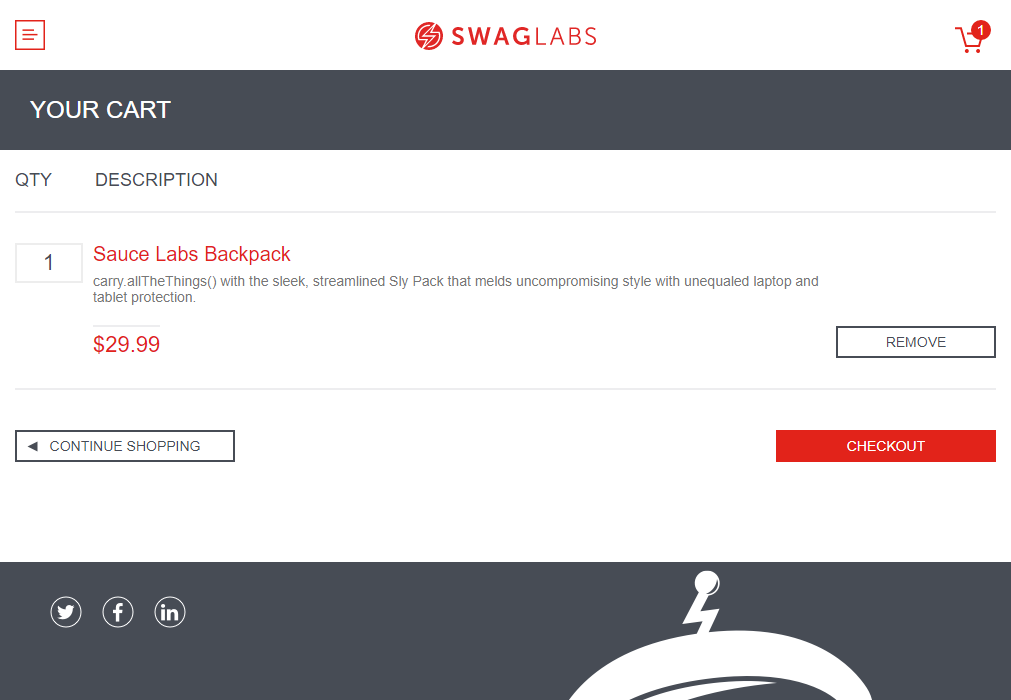 SWAGLABS
1
YOUR CART
QTY DESCRIPTION
1
Sauce Labs Backpack
carry.allTheThings() with the sleek, streamlined Sly Pack that melds uncompromising style with unequaled laptop and
tablet protection.
$29.99
REMOVE
CONTINUE SHOPPING
CHECKOUT